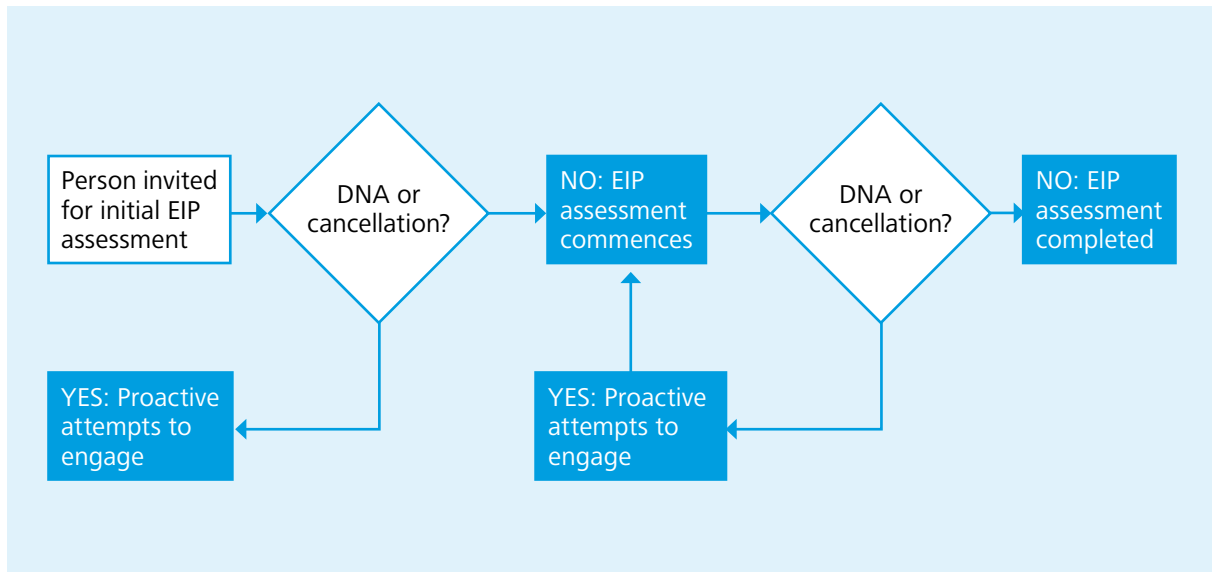 Person invited
for initial EIP
assessment
DNA or
cancellation?
NO: EIP
assessment
commences
DNA or
cancellation?
NO: EIP
assessment
completed
YES: Proactive
attempts to
engage
YES: Proactive
attempts to
engage